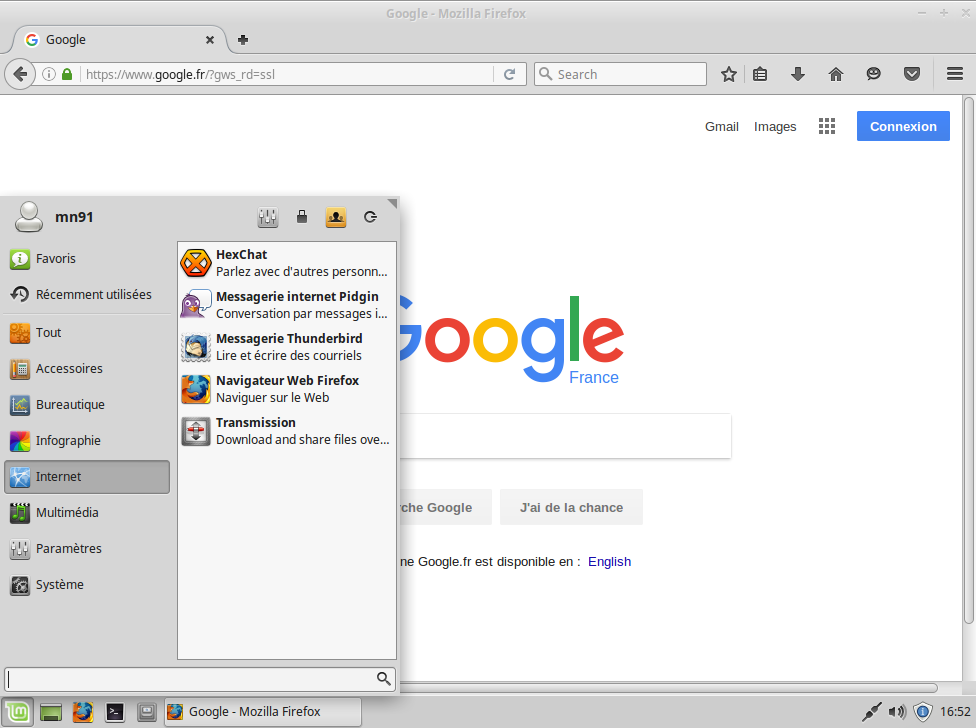 Google - Mozilla Firefox
Google
https://www.google.fr/?gws_rd=ssl
Search
Gmail Images Connexion
mn91
Favoris
Récemment utilisées
Tout
Accessoires
Bureautique
Infographie
Internet
Multimédia
Paramètres
Système
HexChat
Parlez avec d'autres personn...
Messagerie internet Pidgin
Conversation par messages i...
Messagerie Thunderbird
Lire et écrire des courriels
Navigateur Web Firefox
Naviguer sur le Web
Transmission
Download and share files ove...
Google
France
rche Google
J'ai de la chance
ne Google.fr est disponible en : English
Google - Mozilla Firefox
16:52